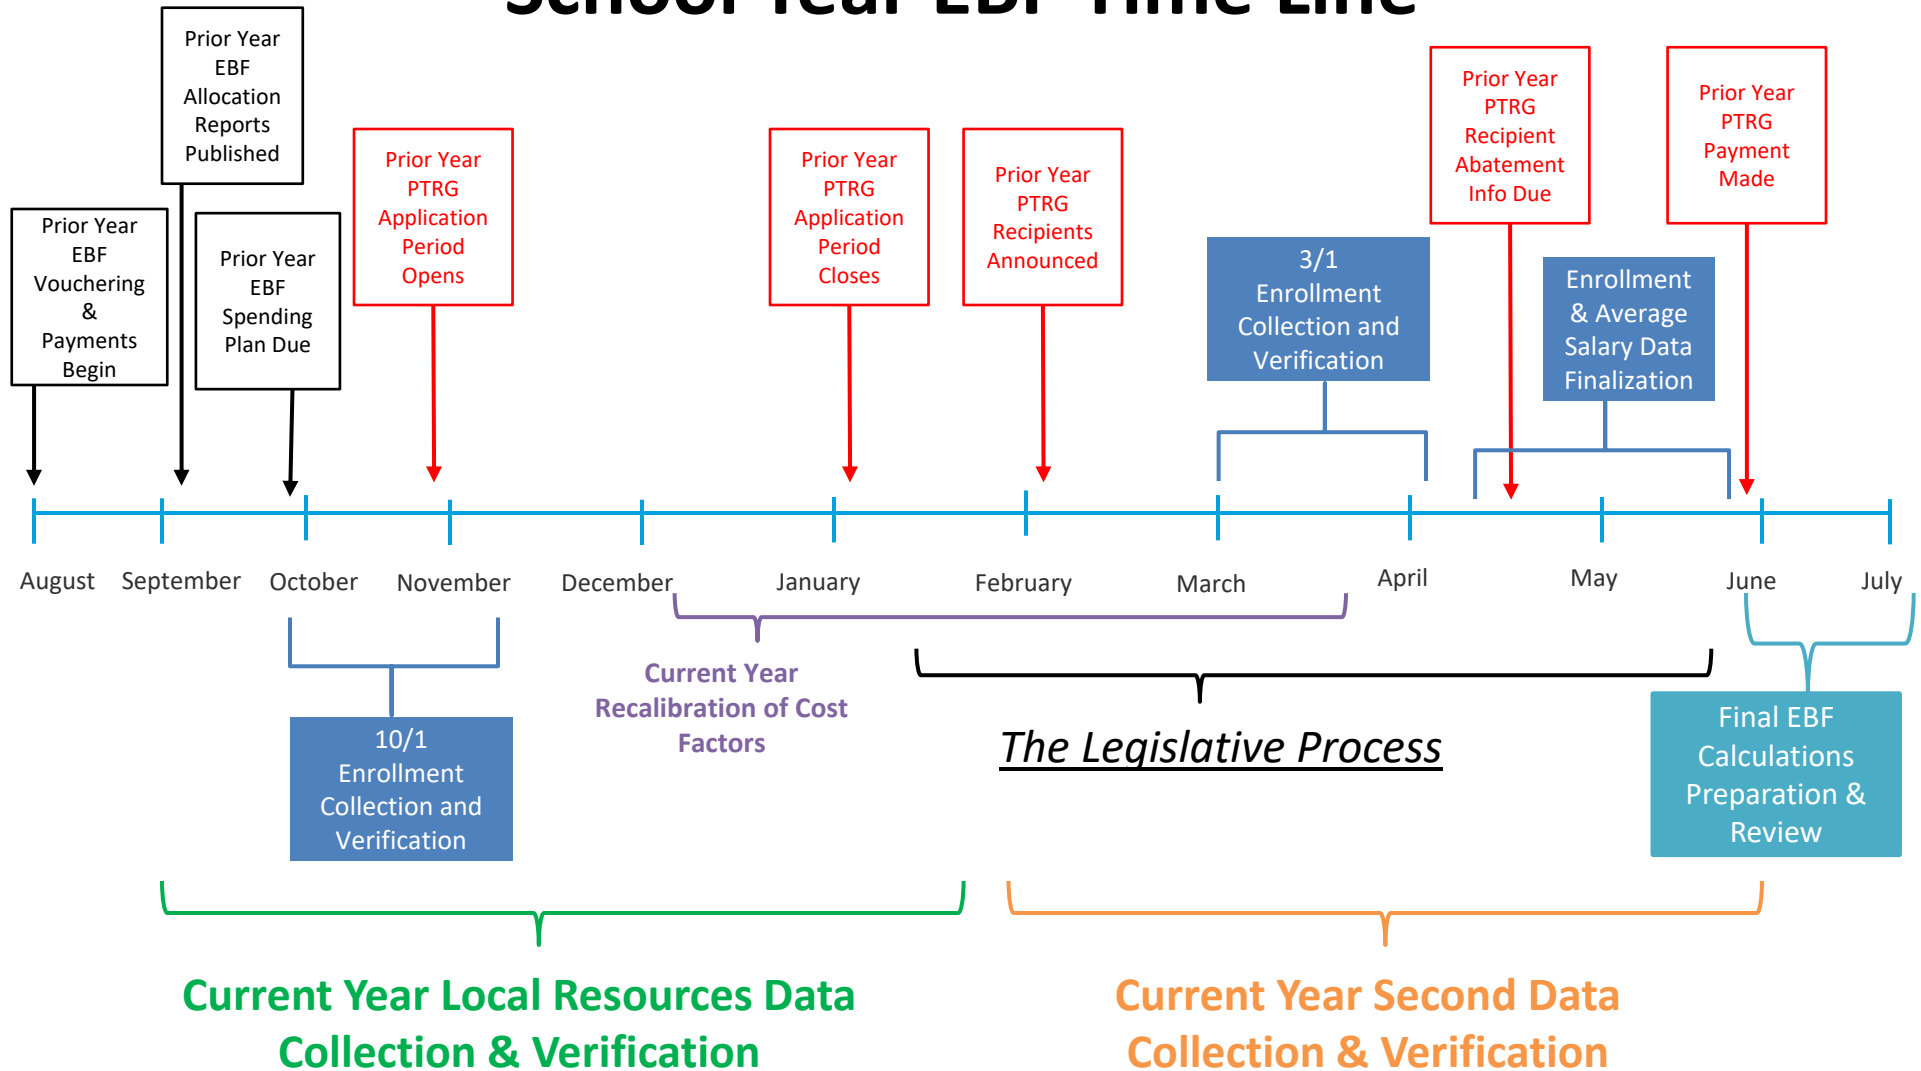 School Year EBF Time Line
Prior Year
EBF
Allocation
Reports
Published
Prior Year
EBF
Vouchering
&
Payments
Begin
Prior Year
EBF
Spending
Plan Due
Prior Year
PTRG
Application
Period
Opens
Prior Year
PTRG
Application
Period
Closes
Prior Year
PTRG
Recipients
Announced
3/1
Enrollment
Collection and
Verification
Prior Year
PTRG
Recipient
Abatement
Info Due
Enrollment
& Average
Salary Data
Finalization
Prior Year
PTRG
Payment
Made
August September October November December January February March April May June July
10/1
Enrollment
Collection and
Verification
Current Year
Recalibration of Cost
Factors
The Legislative Process
Final EBF
Calculations
Preparation &
Review
Current Year Local Resources Data
Collection & Verification
Current Year Second Data
Collection & Verification